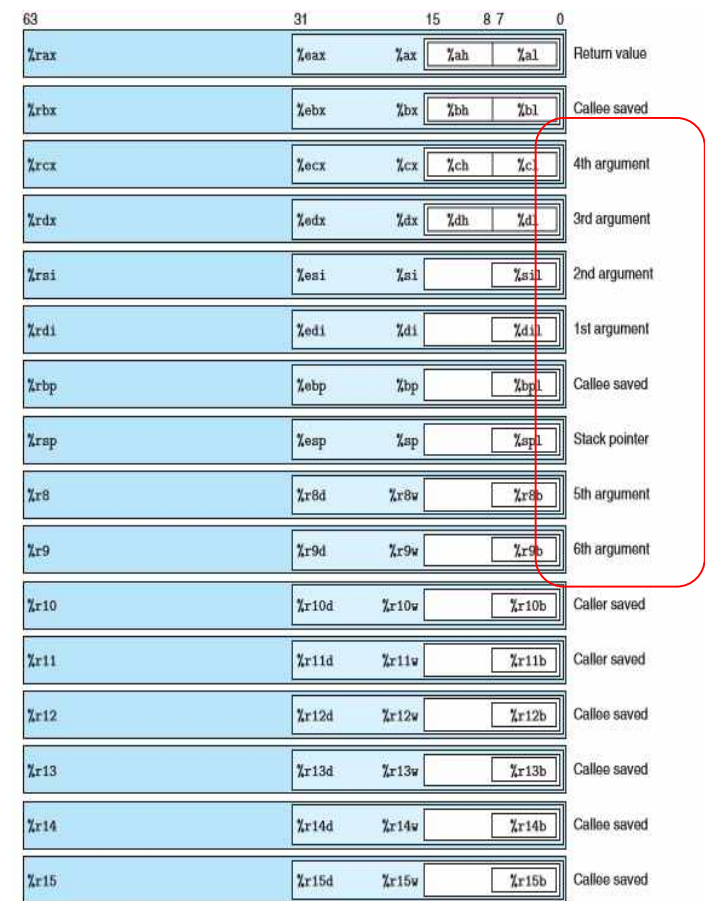 63 31 15 8 7 0
%rax %eax %ax %ah %al Return value
%rbx %ebx %bx %bh %bl Callee saved
%rcx %ecx %cx %ch %cl 4th argument
%rdx %edx %dx %dh %dl 3rd argument
%rsi %esi %si %sil 2nd argument
%rdi %edi %di %dil 1st argument
%rbp %ebp %bp %bpl Callee saved
%rsp %esp %sp %spl Stack pointer
%r8 %r8d %r8w %r8b 5th argument
%r9 %r9d %r9w %r9b 6th argument
%r10 %r10d %r10w %r10b Caller saved
%r11 %r11d %r11w %r11b Caller saved
%r12 %r12d %r12w %r12b Callee saved
%r13 %r13d %r13w %r13b Callee saved
%r14 %r14d %r14w %r14b Callee saved
%r15 %r15d %r15w %r15b Callee saved